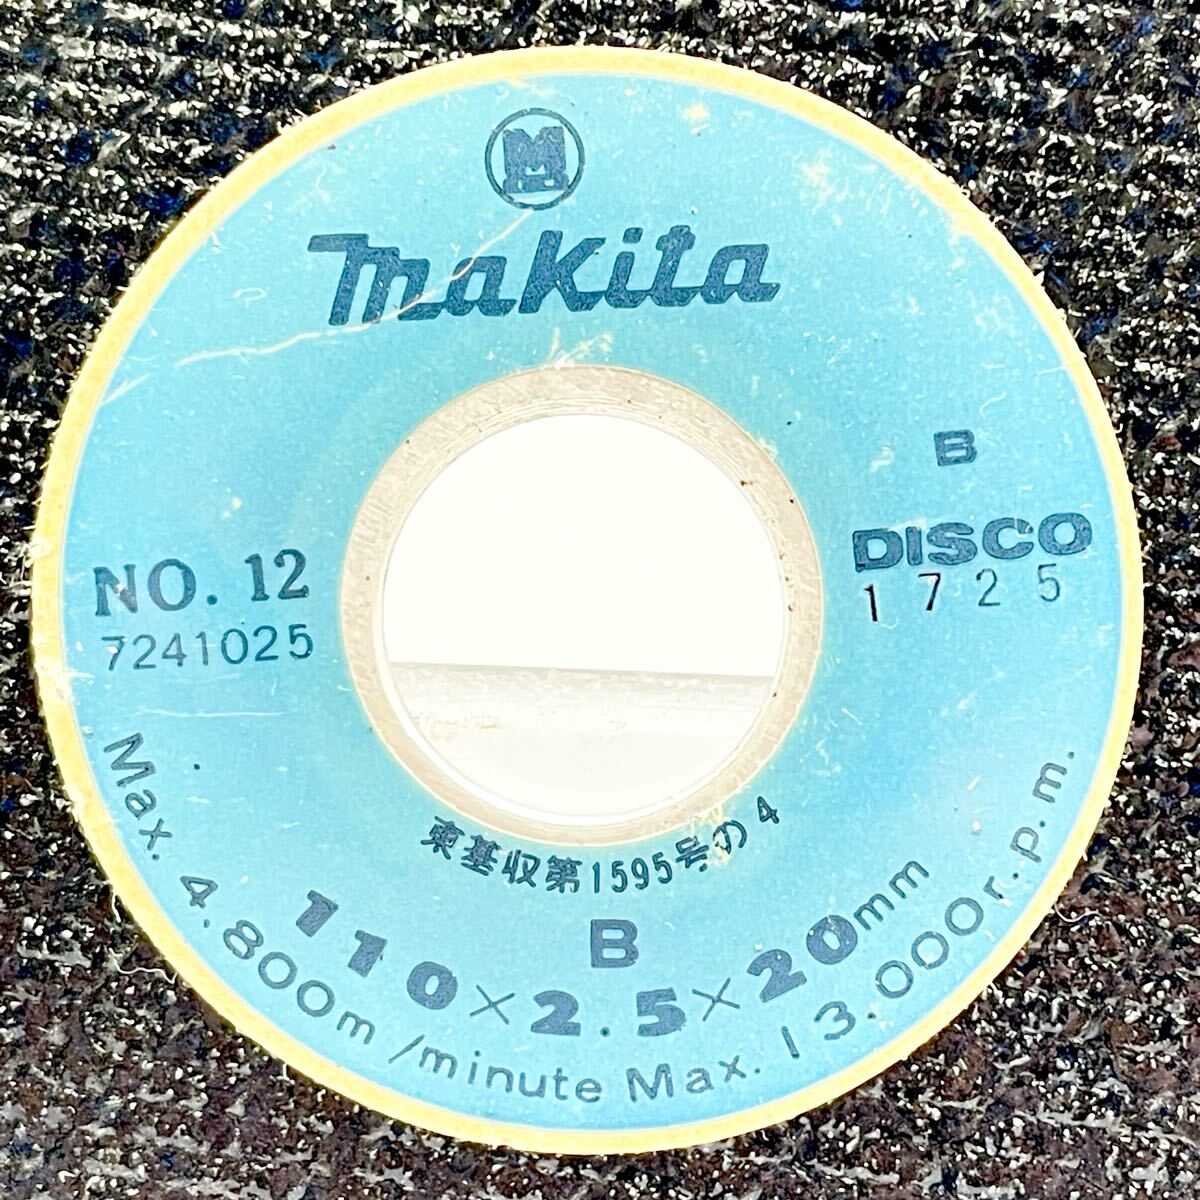 M
makita
B
DISCO
1725
NO. 12
7241025
東基収第1595号の4
B
110×2.5×20mm
Max. 4.800m/minute Max. 13.000r.p.m.